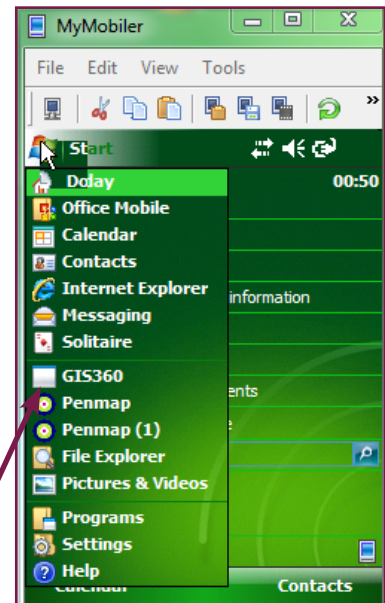 MyMobiler
File Edit View Tools
»
Start
Today 00:50
Office Mobile
Calendar
Contacts
Internet Explorer information
Messaging
Solitaire
GIS360 ents
Penmap
Penmap (1)
File Explorer
Pictures & Videos
Programs
Settings
Help
Calendar Contacts